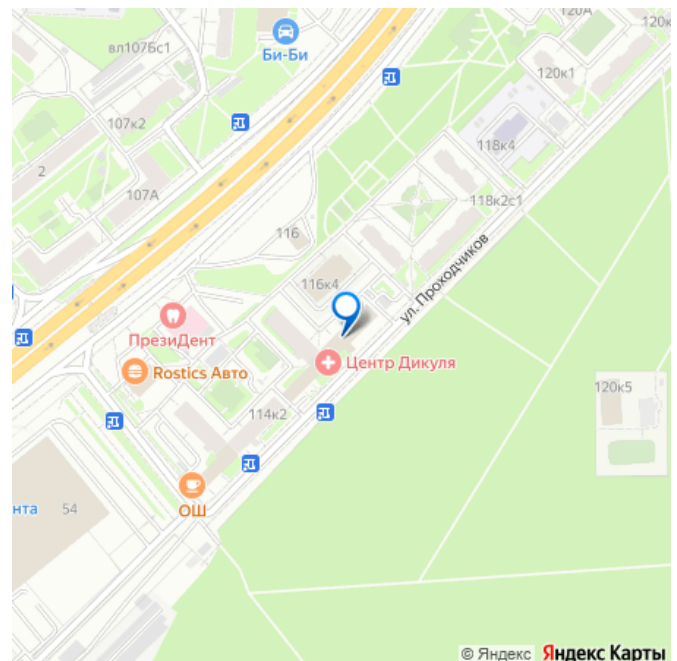 120А
120к
вл107Бс1
Би-Би
120к1
107к2
118к4
2
107А
118к2с1
116
ул. Проходчиков
116к4
ПрезиДент
Центр Дикуля
Rostics Авто
120к5
114к2
ОШ
нта
54
© Яндекс Яндекс Карты